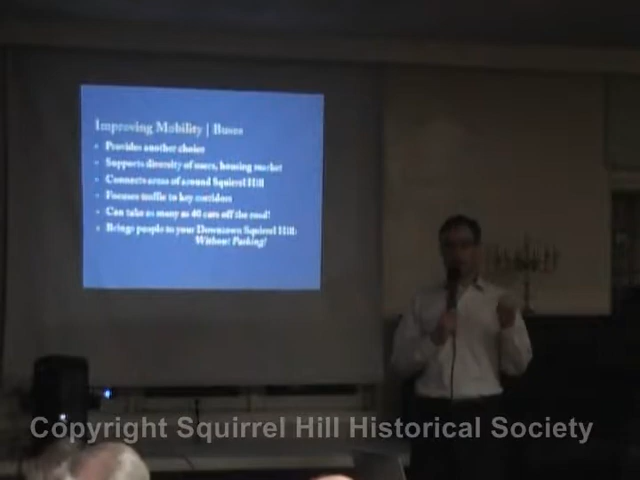 Improving Mobility | Buses
Provides another choice
Supports diversity of users, housing market
Connects areas of around Squirrel Hill
Focuses traffic to key corridors
Can take as many as 40 cars off the road!
Brings people to your Downtown Squirrel Hill:
Without Parking!
Copyright Squirrel Hill Historical Society